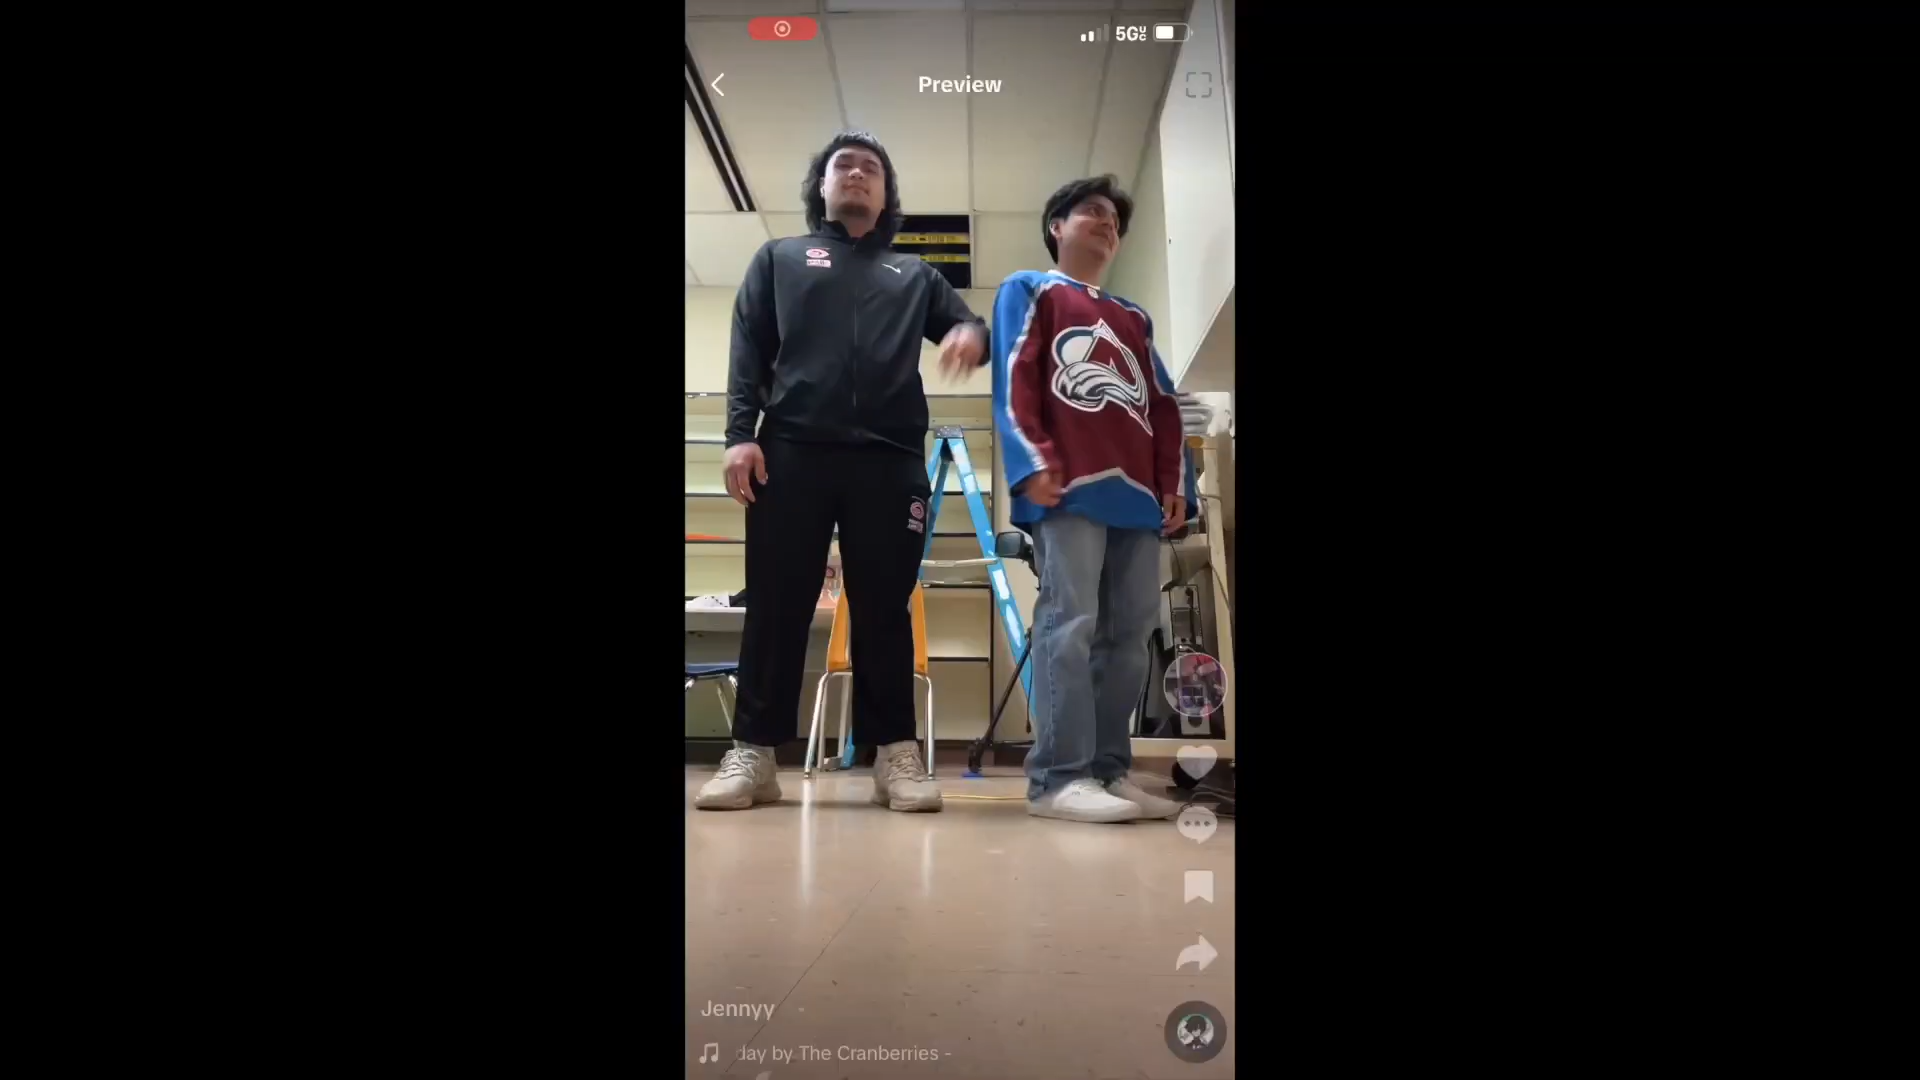 5G
Preview
Jennyy
day by The Cranberries -